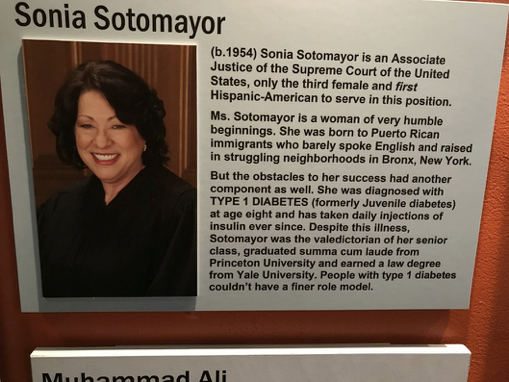 Sonia Sotomayor
(b.1954) Sonia Sotomayor is an Associate
Justice of the Supreme Court of the United
States, only the third female and first
Hispanic-American to serve in this position.
Ms. Sotomayor is a woman of very humble
beginnings. She was born to Puerto Rican
immigrants who barely spoke English and raised
in struggling neighborhoods in Bronx, New York.
But the obstacles to her success had another
component as well. She was diagnosed with
TYPE 1 DIABETES (formerly Juvenile diabetes)
at age eight and has taken daily injections of
insulin ever since. Despite this illness,
Sotomayor was the valedictorian of her senior
class, graduated summa cum laude from
Princeton University and earned a law degree
from Yale University. People with type 1 diabetes
couldn't have a finer role model.
Muhammad Ali